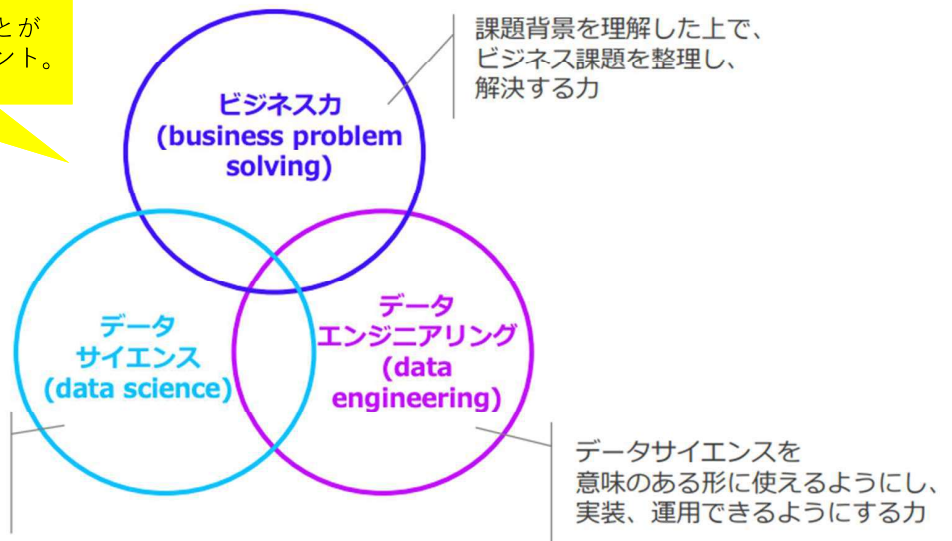 とが
ント。
課題背景を理解した上で、
ビジネス課題を整理し、
解決する力
ビジネス力
(business problem
solving)
データ
サイエンス
(data science)
データ
エンジニアリング
(data
engineering)
データサイエンスを
意味のある形に使えるようにし、
実装、運用できるようにする力